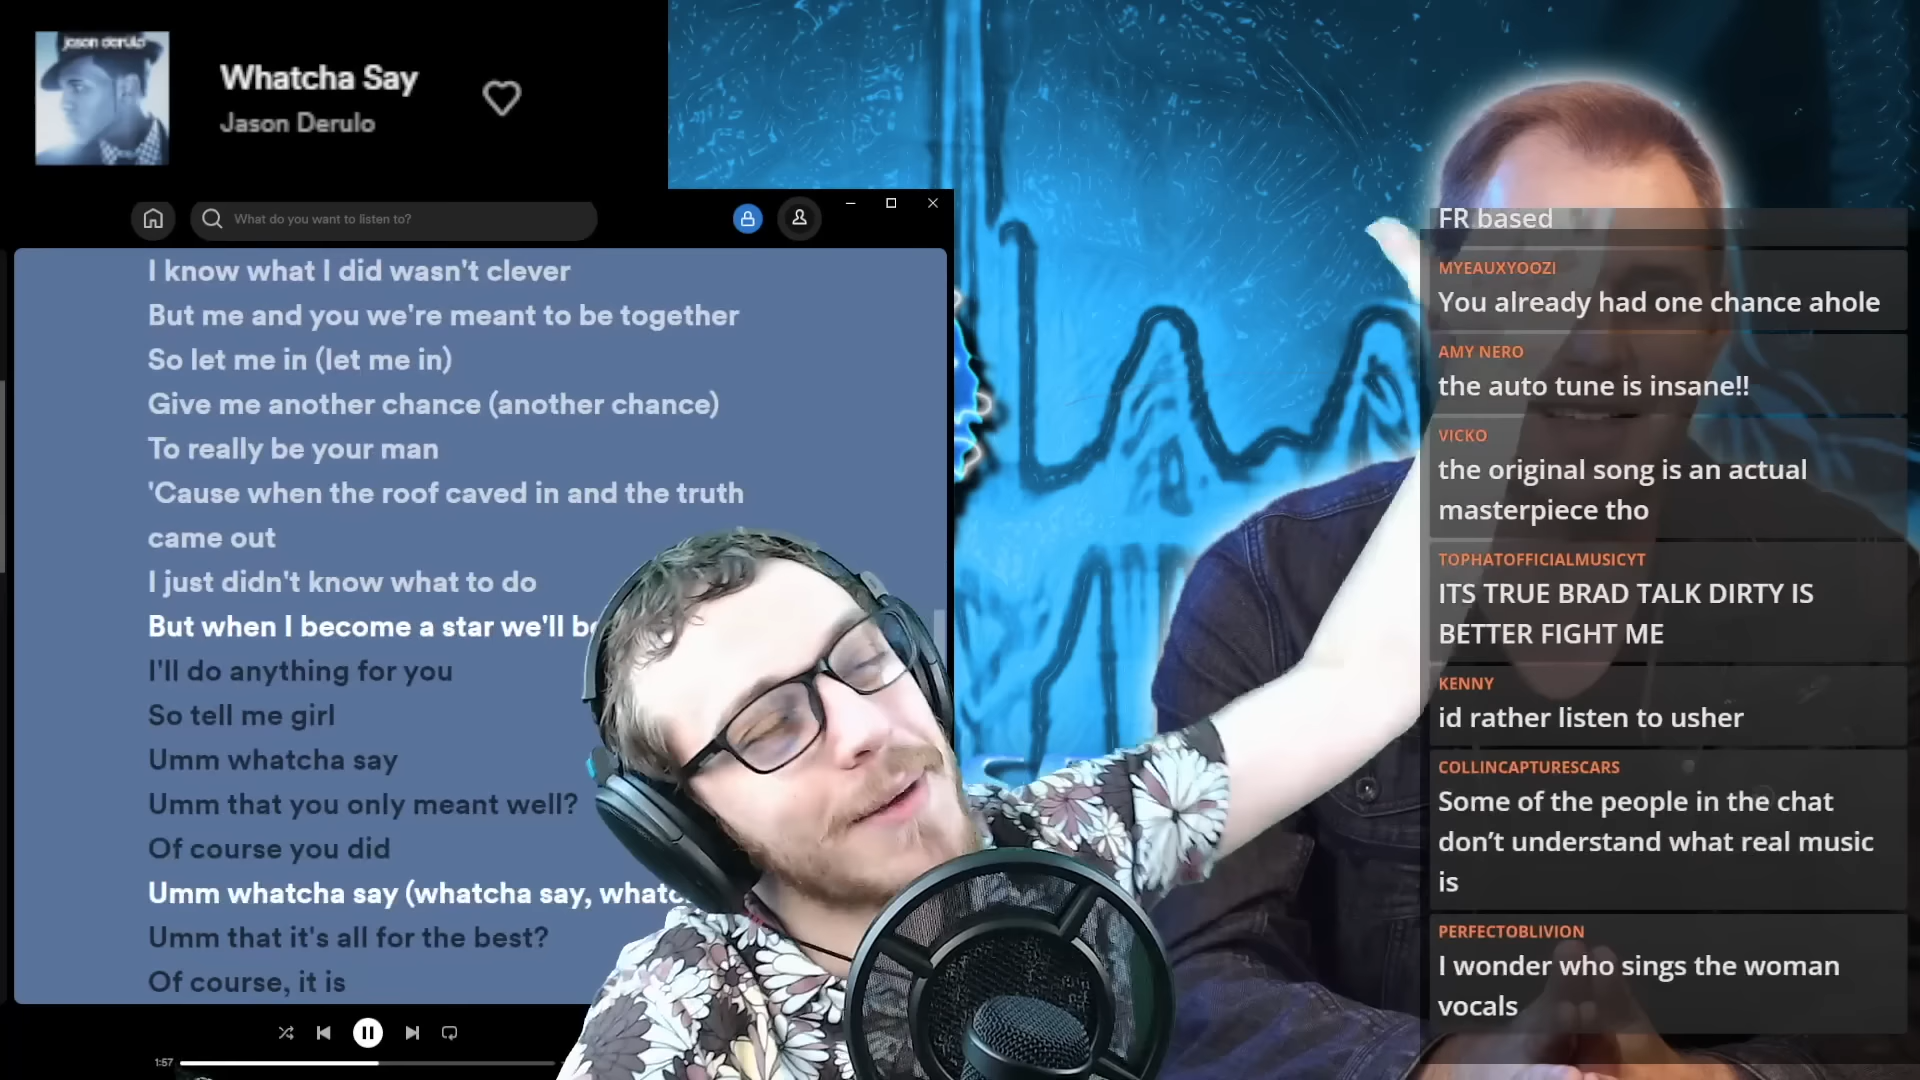 jason derulo
Whatcha Say
Jason Derulo
What do you want to listen to?
I know what I did wasn't clever
But me and you we're meant to be together
So let me in (let me in)
Give me another chance (another chance)
To really be your man
'Cause when the roof caved in and the truth
came out
I just didn't know what to do
But when I become a star we'll
I'll do anything for you
So tell me girl
Umm whatcha say
Umm that you only meant well?
Of course you did
Umm whatcha say (whatcha say,
Umm that it's all for the best?
Of course, it is
1:57
FR based
MYEAUXYOOZI
You already had one chance ahole
AMY NERO
the auto tune is insane!!
VICKO
the original song is an actual
masterpiece tho
TOPHATOFFICIALMUSICYT
ITS TRUE BRAD TALK DIRTY IS
BETTER FIGHT ME
KENNY
id rather listen to usher
COLLINCAPTURESCARS
Some of the people in the chat
don’t understand what real music
is
PERFECTOBLIVION
I wonder who sings the woman
vocals